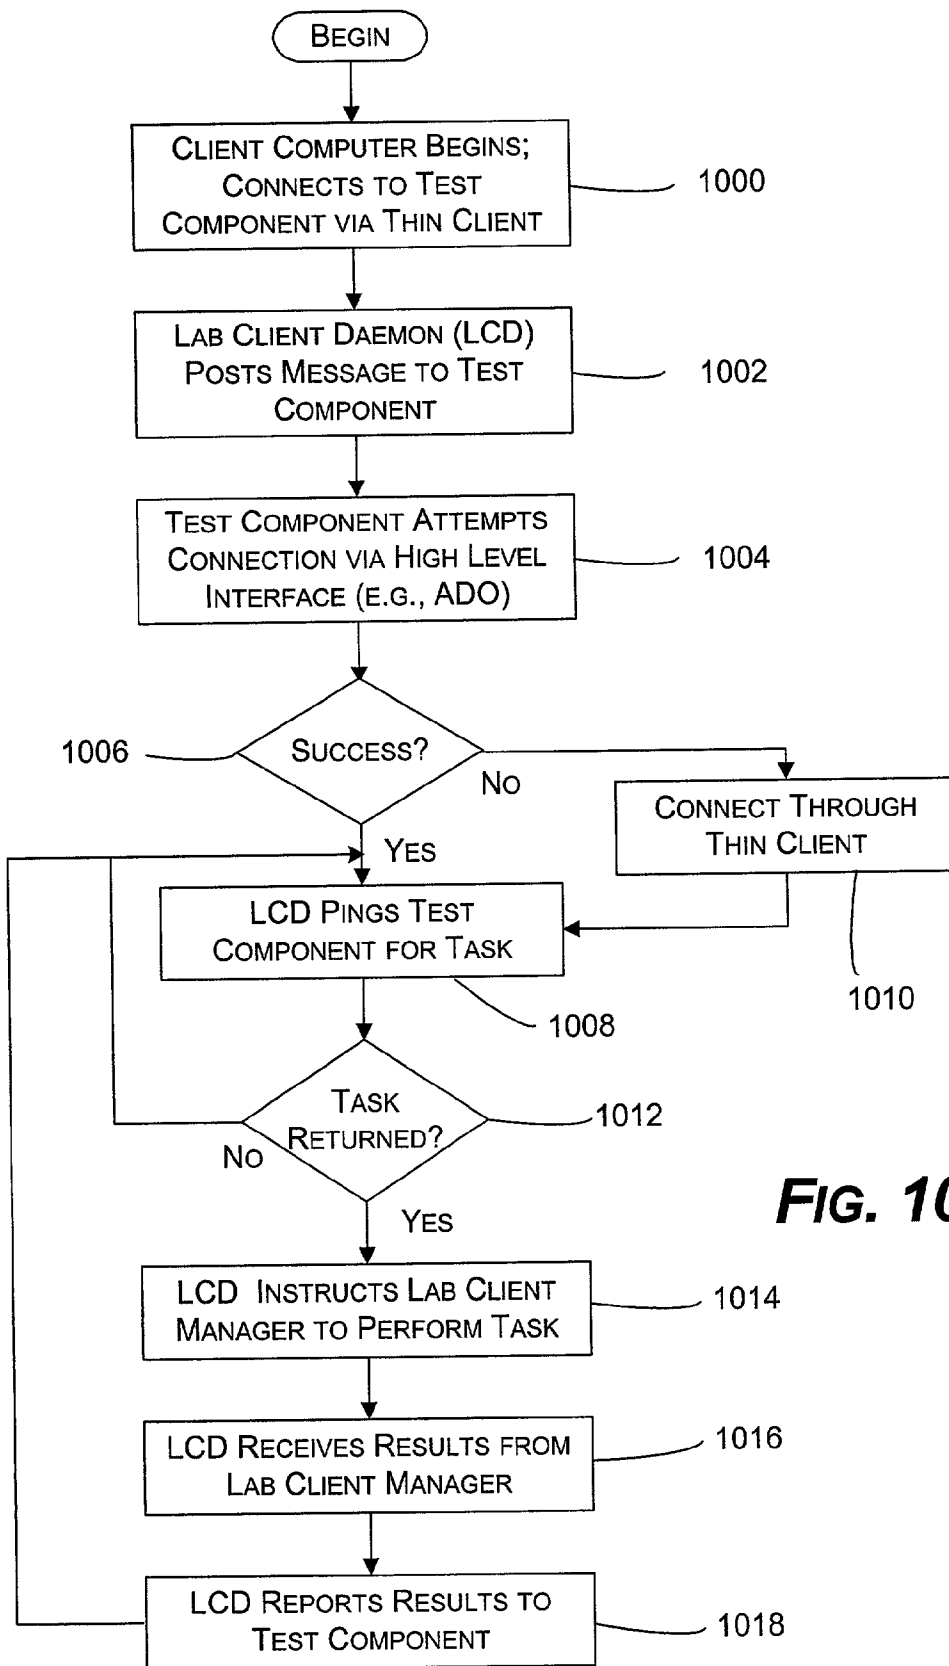 BEGIN
CLIENT COMPUTER BEGINS;
CONNECTS TO TEST
COMPONENT VIA THIN CLIENT
1000
LAB CLIENT DAEMON (LCD)
POSTS MESSAGE TO TEST
COMPONENT
1002
TEST COMPONENT ATTEMPTS
CONNECTION VIA HIGH LEVEL
INTERFACE (E.G., ADO)
1004
1006
SUCCESS?
NO
YES
CONNECT THROUGH
THIN CLIENT
1010
LCD PINGS TEST
COMPONENT FOR TASK
1008
TASK
RETURNED?
1012
NO
YES
FIG. 10
LCD INSTRUCTS LAB CLIENT
MANAGER TO PERFORM TASK
1014
LCD RECEIVES RESULTS FROM
LAB CLIENT MANAGER
1016
LCD REPORTS RESULTS TO
TEST COMPONENT
1018